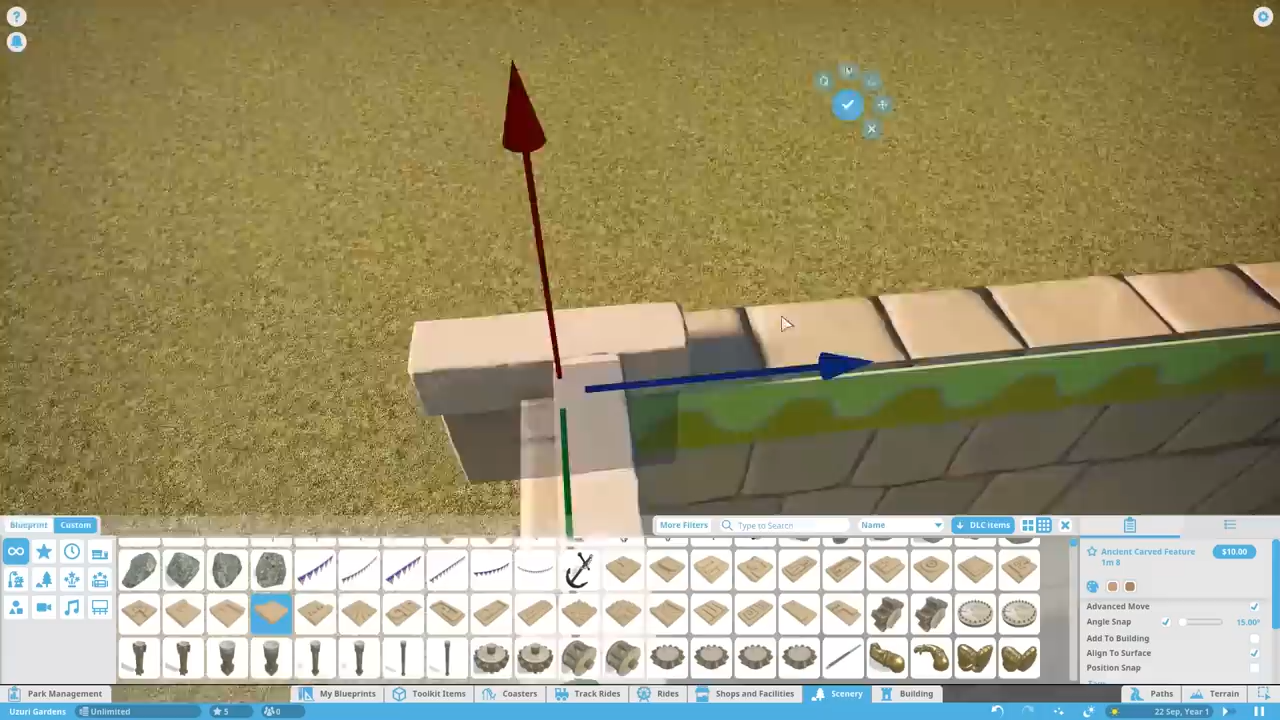 Blueprint Custom More Filters Type to Search Name DLC items
Ancient Carved Feature $10.00
1m 8
Advanced Move
Angle Snap 15.00°
Add To Building
Align To Surface
Position Snap
Park Management My Blueprints Toolkit Items Coasters Track Rides Rides Shops and Facilities Scenery Building Paths Terrain
Uzuri Gardens Unlimited 5 0 22 Sep, Year 1